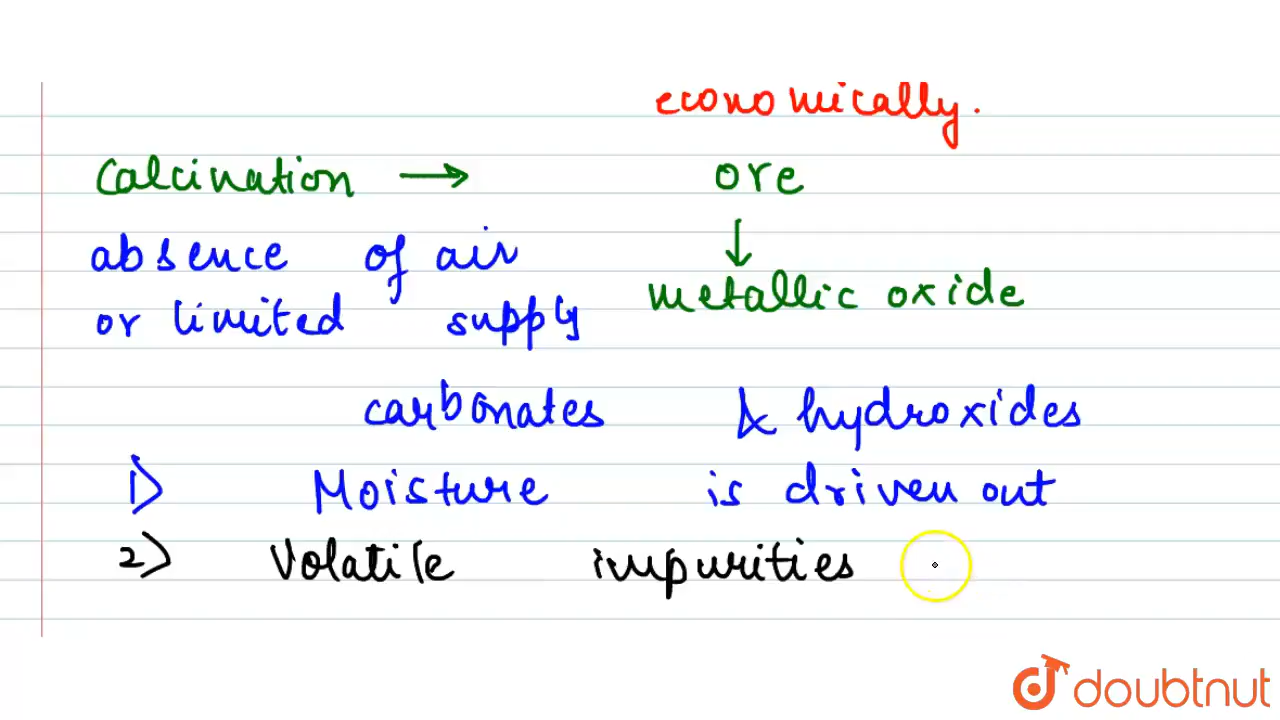 economically.
calcination → ore
↓
absence of air
metallic oxide
or limited supply
carbonates & hydroxides
1) Moisture is driven out
2) Volatile impurities
doubtnut